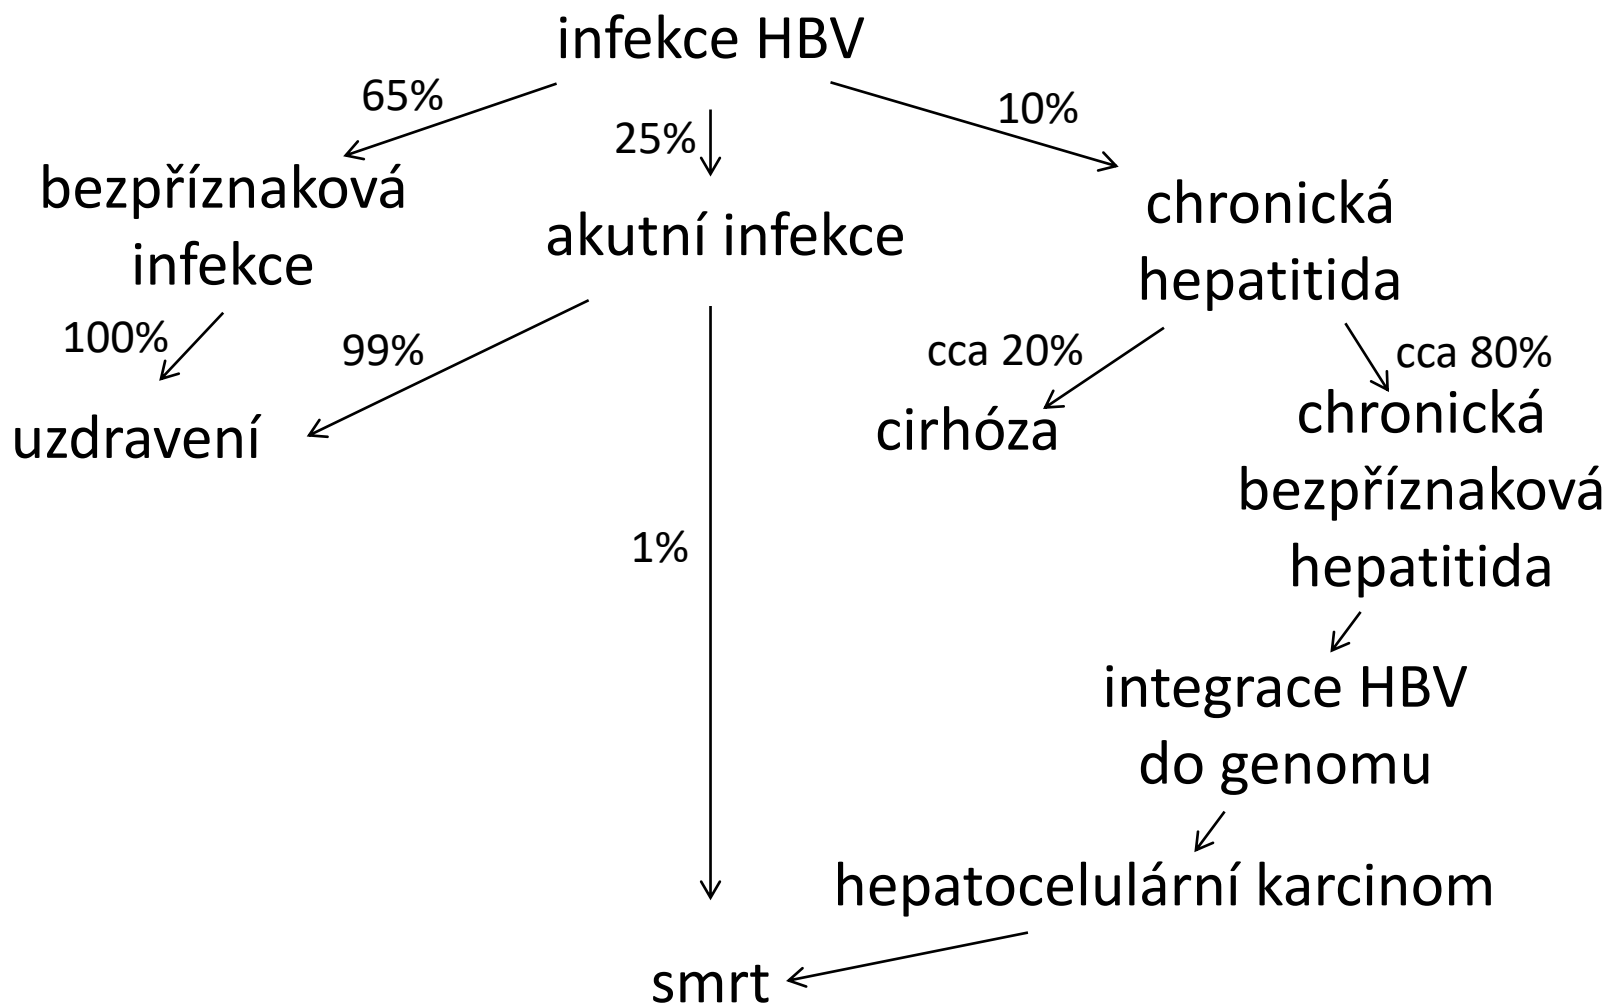 infekce HBV
65%
25%
10%
bezpříznaková
infekce
akutní infekce
chronická
hepatitida
100%
99%
cca 20%
cca 80%
uzdravení
cirhóza
chronická
bezpříznaková
hepatitida
1%
integrace HBV
do genomu
hepatocelulární karcinom
smrt